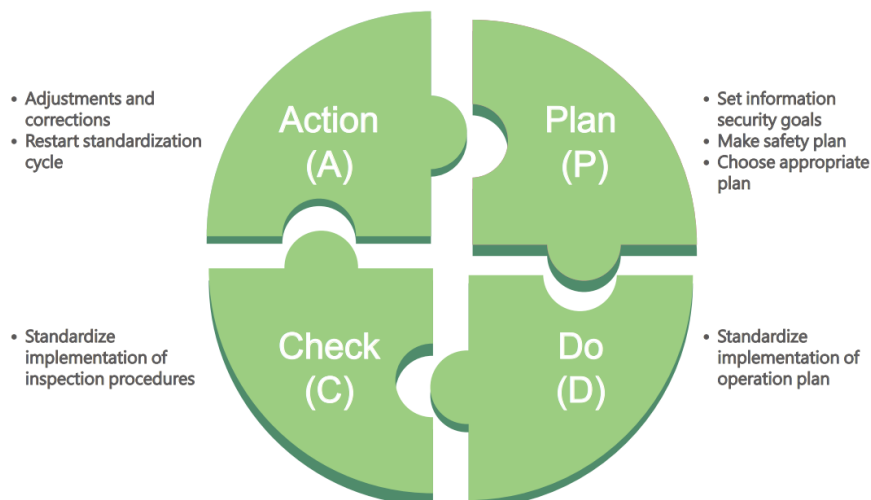 • Adjustments and
corrections
• Restart standardization
cycle
Action
(A)
Plan
(P)
• Set information
security goals
• Make safety plan
• Choose appropriate
plan
• Standardize
implementation of
inspection procedures
Check
(C)
Do
(D)
• Standardize
implementation of
operation plan